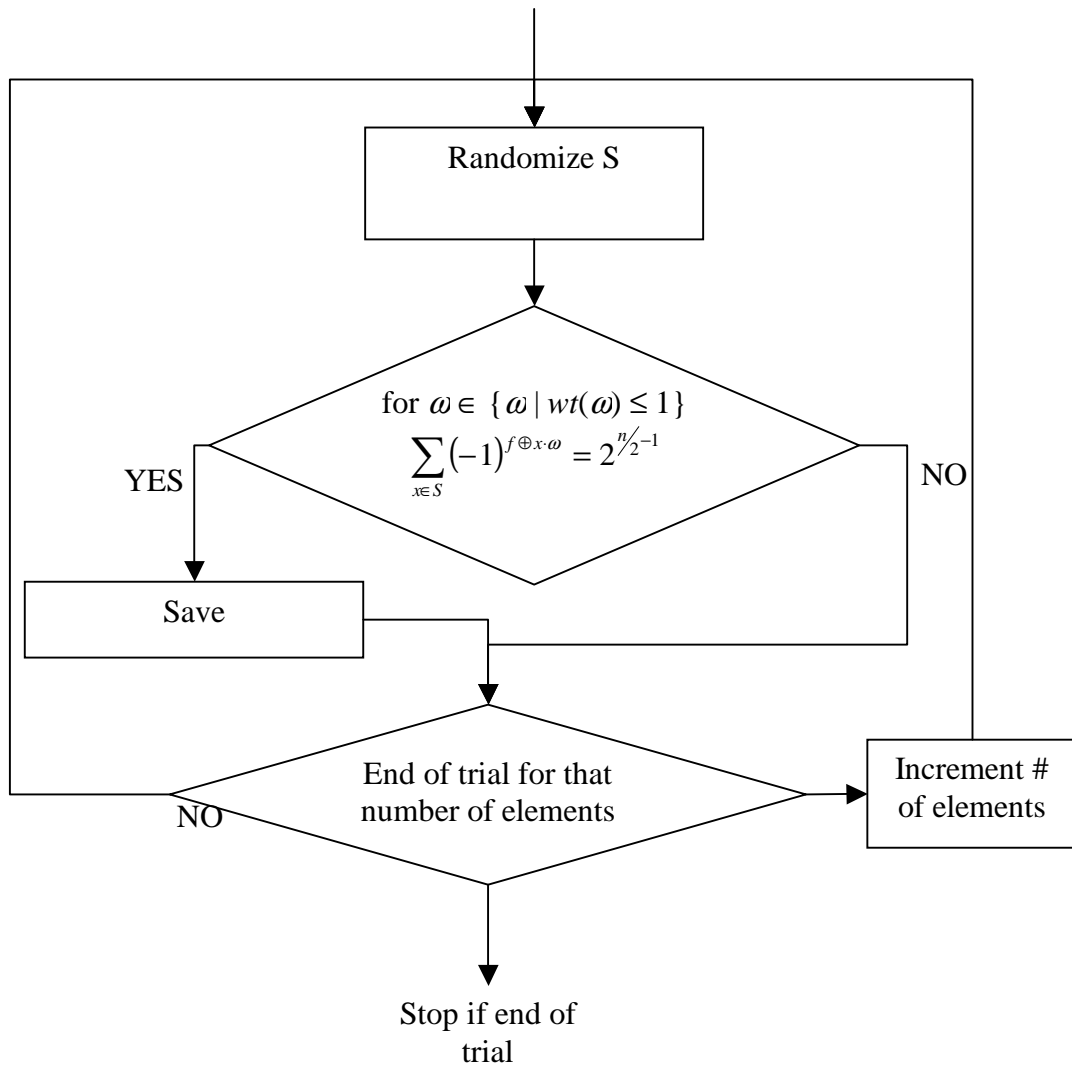 Randomize S
for ω ∈ {ω | wt(ω) ≤ 1}
∑_{x∈S} (−1)^{f⊕x·ω} = 2^{n/2−1}
YES
NO
Save
End of trial for that
number of elements
NO
Increment #
of elements
Stop if end of
trial